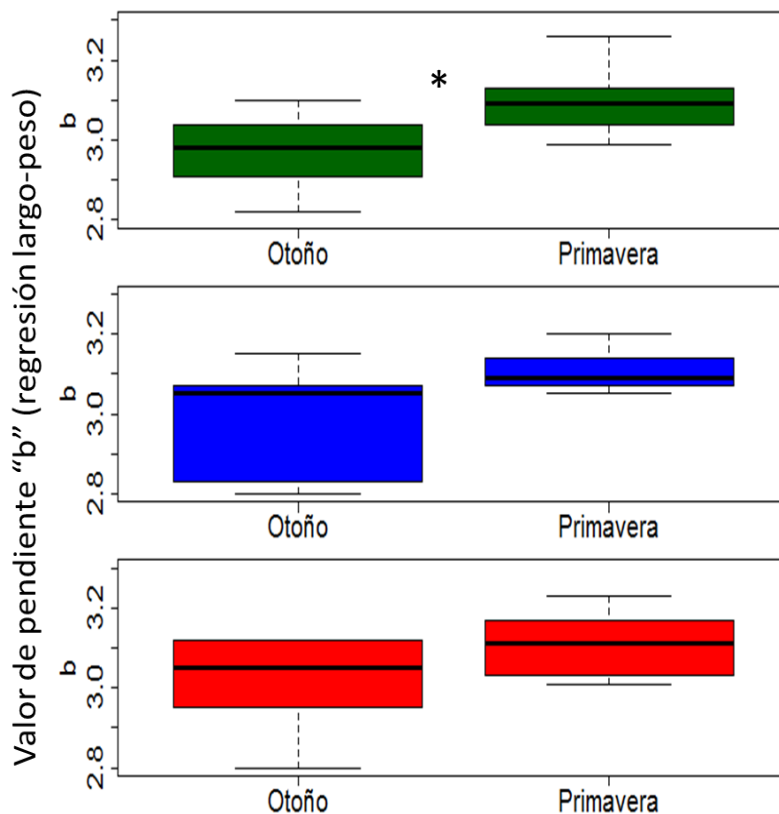 Valor de pendiente “b” (regresión largo-peso)
b
3.2
3.0
2.8
*
Otoño Primavera
b
3.2
3.0
2.8
Otoño Primavera
b
3.2
3.0
2.8
Otoño Primavera